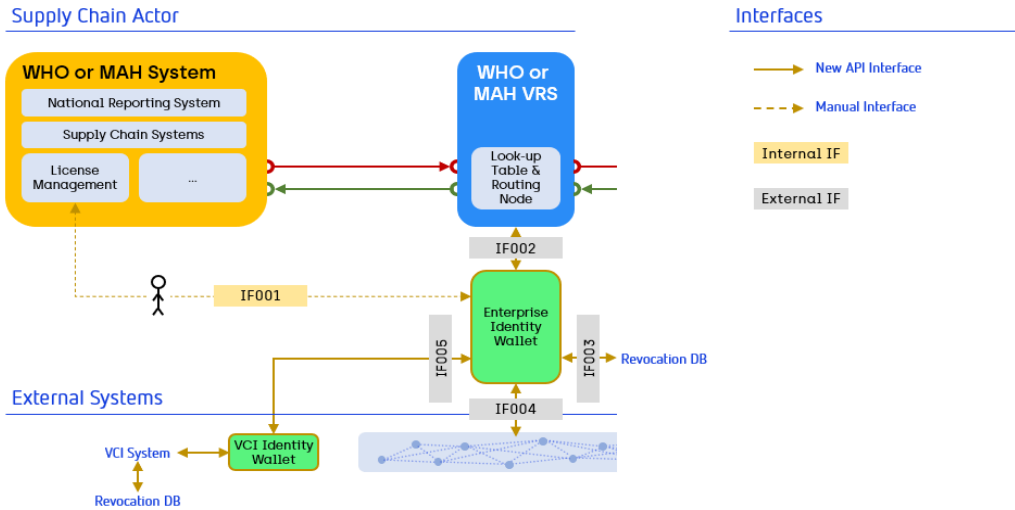 Supply Chain Actor
Interfaces
WHO or MAH System
National Reporting System
Supply Chain Systems
License
Management
...
WHO or
MAH VRS
Look-up
Table &
Routing
Node
New API Interface
Manual Interface
Internal IF
External IF
IF002
IF001
Enterprise
Identity
Wallet
IF005
IF003
Revocation DB
External Systems
IF004
VCI System
VCI Identity
Wallet
Revocation DB